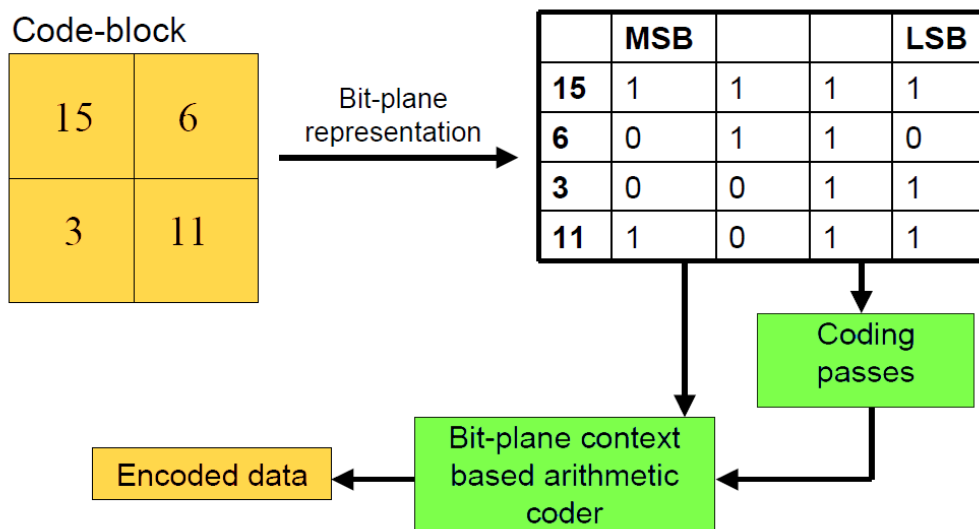 Code-block
15 6
3 11
Bit-plane
representation
MSB LSB
15 1 1 1 1
6 0 1 1 0
3 0 0 1 1
11 1 0 1 1
Coding
passes
Bit-plane context
based arithmetic
coder
Encoded data